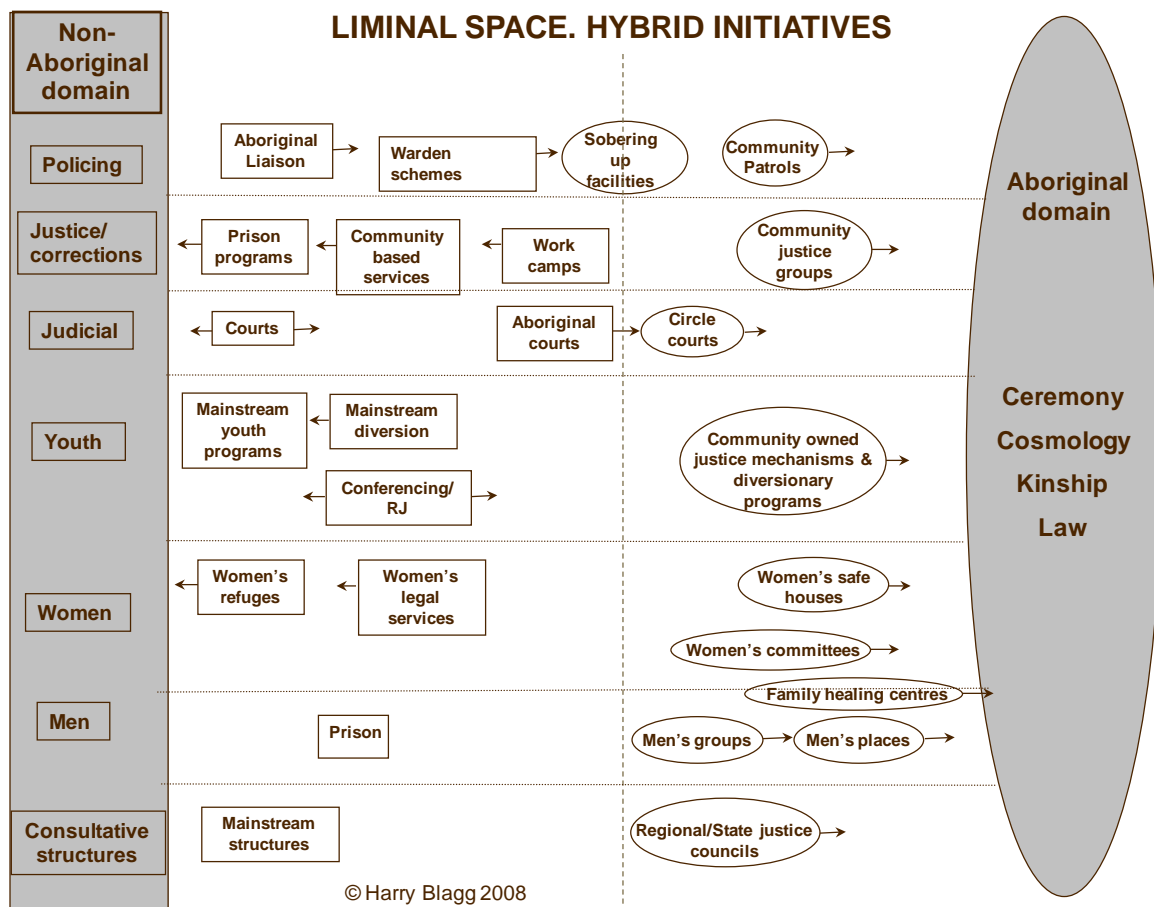 LIMINAL SPACE. HYBRID INITIATIVES
Non-
Aboriginal
domain
Policing
Aboriginal
Liaison
Warden
schemes
Sobering
up
facilities
Community
Patrols
Aboriginal
domain
Justice/
corrections
Prison
programs
Community
based
services
Work
camps
Community
justice
groups
Judicial
Courts
Aboriginal
courts
Circle
courts
Ceremony
Cosmology
Kinship
Law
Youth
Mainstream
youth
programs
Mainstream
diversion
Conferencing/
RJ
Community owned
justice mechanisms &
diversionary
programs
Women
Women’s
refuges
Women’s
legal
services
Women’s safe
houses
Women’s committees
Family healing centres
Men
Prison
Men’s groups
Men’s places
Consultative
structures
Mainstream
structures
Regional/State justice
councils
© Harry Blagg 2008